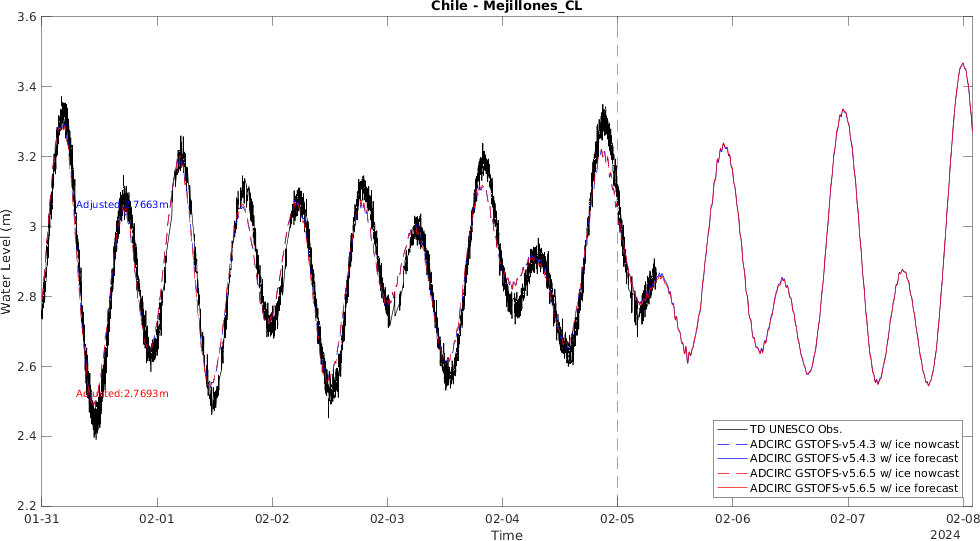 Chile - Mejillones_CL
3.6
3.4
3.2
3
2.8
2.6
2.4
2.2
Water Level (m)
Adjusted:2.7663m
Adjusted:2.7693m
TD UNESCO Obs.
ADCIRC GSTOFS-v5.4.3 w/ ice nowcast
ADCIRC GSTOFS-v5.4.3 w/ ice forecast
ADCIRC GSTOFS-v5.6.5 w/ ice nowcast
ADCIRC GSTOFS-v5.6.5 w/ ice forecast
01-31 02-01 02-02 02-03 02-04 02-05 02-06 02-07 02-08
Time
2024